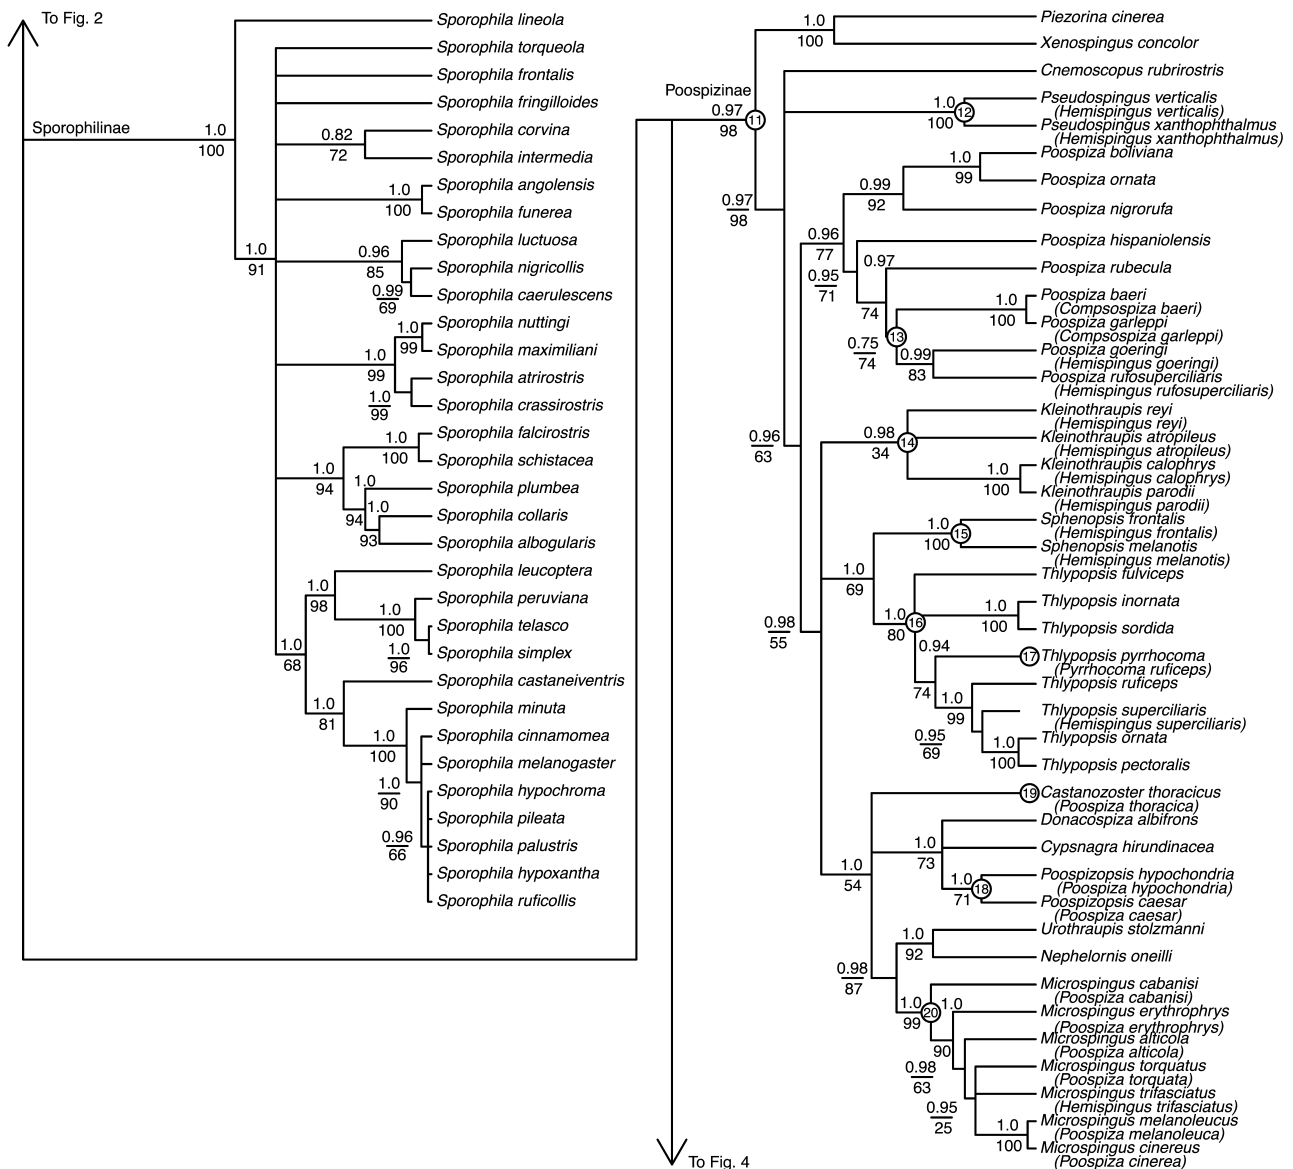 To Fig. 2
Sporophilinae
1.0
100
Sporophila lineola
1.0
91
Sporophila torqueola
Sporophila frontalis
Sporophila fringilloides
0.82
72
Sporophila corvina
Sporophila intermedia
1.0
100
Sporophila angolensis
Sporophila funerea
0.96
85
0.99
69
Sporophila luctuosa
Sporophila nigricollis
Sporophila caerulescens
1.0
99
1.0
99
1.0
99
Sporophila nuttingi
Sporophila maximiliani
Sporophila atrirostris
Sporophila crassirostris
1.0
94
1.0
100
1.0
94
1.0
93
Sporophila falcirostris
Sporophila schistacea
Sporophila plumbea
Sporophila collaris
Sporophila albogularis
1.0
68
1.0
98
1.0
100
1.0
96
Sporophila leucoptera
Sporophila peruviana
Sporophila telasco
Sporophila simplex
1.0
81
1.0
100
1.0
90
0.96
66
Sporophila castaneiventris
Sporophila minuta
Sporophila cinnamomea
Sporophila melanogaster
Sporophila hypochroma
Sporophila pileata
Sporophila palustris
Sporophila hypoxantha
Sporophila ruficollis
Poospizinae
0.97
98
11
1.0
100
Piezorina cinerea
Xenospingus concolor
0.97
98
Cnemoscopus rubrirostris
1.0
100
12
Pseudospingus verticalis
(Hemispingus verticalis)
Pseudospingus xanthophthalmus
(Hemispingus xanthophthalmus)
0.96
63
0.96
77
0.99
92
1.0
99
Poospiza boliviana
Poospiza ornata
Poospiza nigrorufa
0.95
71
Poospiza hispaniolensis
0.97
74
Poospiza rubecula
0.75
74
13
1.0
100
Poospiza baeri
(Compsospiza baeri)
Poospiza garleppi
(Compsospiza garleppi)
0.99
83
Poospiza goeringi
(Hemispingus goeringi)
Poospiza rufosuperciliaris
(Hemispingus rufosuperciliaris)
0.98
55
0.98
34
14
Kleinothraupis reyi
(Hemispingus reyi)
Kleinothraupis atropileus
(Hemispingus atropileus)
1.0
100
Kleinothraupis calophrys
(Hemispingus calophrys)
Kleinothraupis parodii
(Hemispingus parodii)
1.0
69
1.0
100
15
Sphenopsis frontalis
(Hemispingus frontalis)
Sphenopsis melanotis
(Hemispingus melanotis)
1.0
80
16
Thlypopsis fulviceps
1.0
100
Thlypopsis inornata
Thlypopsis sordida
0.94
74
17
Thlypopsis pyrrhocoma
(Pyrrhocoma ruficeps)
1.0
99
Thlypopsis ruficeps
0.95
69
Thlypopsis superciliaris
(Hemispingus superciliaris)
1.0
100
Thlypopsis ornata
Thlypopsis pectoralis
1.0
54
19
Castanozoster thoracicus
(Poospiza thoracica)
1.0
73
Donacospiza albifrons
Cypsnagra hirundinacea
1.0
71
18
Poospizopsis hypochondria
(Poospiza hypochondria)
Poospizopsis caesar
(Poospiza caesar)
0.98
87
1.0
92
Urothraupis stolzmanni
Nephelornis oneilli
1.0
99
20
Microspingus cabanisi
(Poospiza cabanisi)
1.0
90
Microspingus erythrophrys
(Poospiza erythrophrys)
0.98
63
Microspingus alticola
(Poospiza alticola)
0.95
25
Microspingus torquatus
(Poospiza torquata)
Microspingus trifasciatus
(Hemispingus trifasciatus)
1.0
100
Microspingus melanoleucus
(Poospiza melanoleuca)
Microspingus cinereus
(Poospiza cinerea)
To Fig. 4